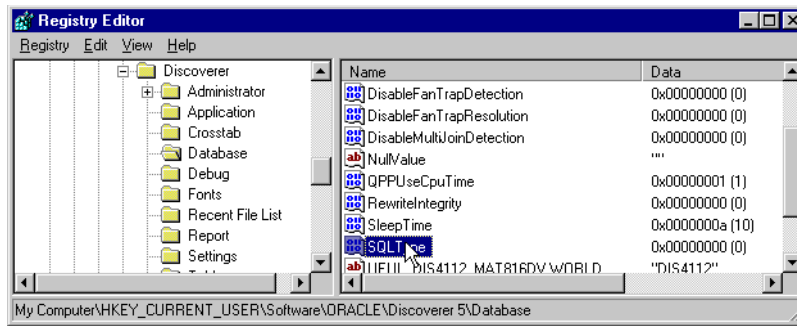 Registry Editor
Registry Edit View Help
Discoverer
Administrator
Application
Crosstab
Database
Debug
Fonts
Recent File List
Report
Settings
Name Data
DisableFanTrapDetection 0x00000000 (0)
DisableFanTrapResolution 0x00000000 (0)
DisableMultiJoinDetection 0x00000000 (0)
NullValue ""
QPPUseCpuTime 0x00000001 (1)
RewriteIntegrity 0x00000000 (0)
SleepTime 0x0000000a (10)
SQLType 0x00000000 (0)
"DIS4112"
My Computer\HKEY_CURRENT_USER\Software\ORACLE\Discoverer 5\Database